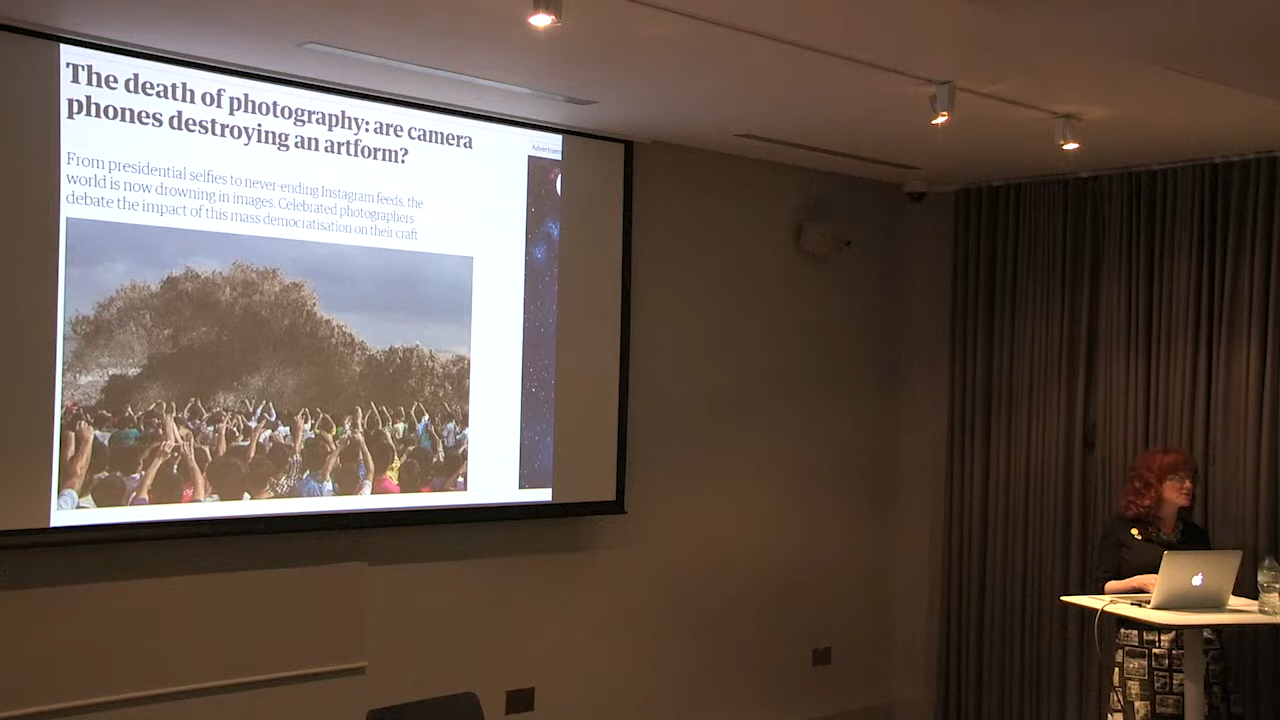 The death of photography: are camera
phones destroying an artform?
Advertisem
From presidential selfies to never-ending Instagram feeds, the
world is now drowning in images. Celebrated photographers
debate the impact of this mass democratisation on their craft